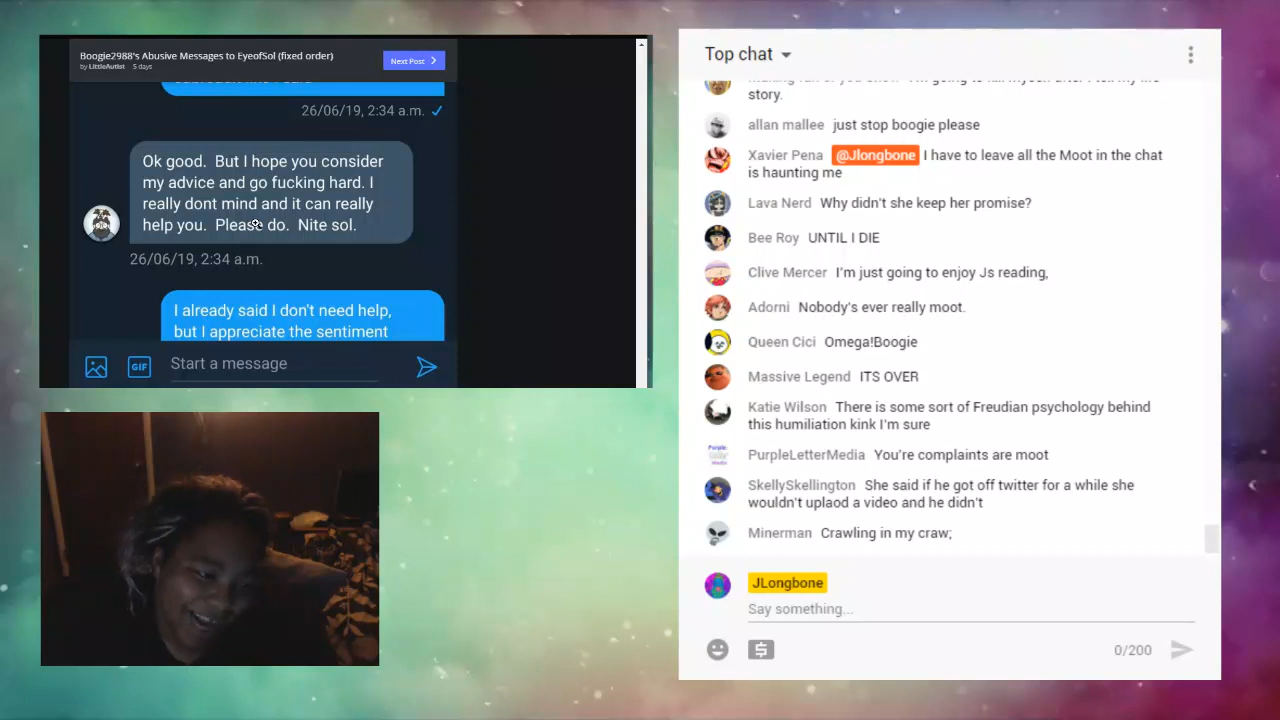 Boogie2988's Abusive Messages to EyeofSol (fixed order)
by LittleAutist 5 days
Next Post
26/06/19, 2:34 a.m.
Ok good. But I hope you consider
my advice and go fucking hard. I
really dont mind and it can really
help you. Please do. Nite sol.
26/06/19, 2:34 a.m.
I already said I don't need help,
but I appreciate the sentiment
GIF
Start a message
Top chat
story.
allan mallee just stop boogie please
Xavier Pena @Jlongbone I have to leave all the Moot in the chat
is haunting me
Lava Nerd Why didn't she keep her promise?
Bee Roy UNTIL I DIE
Clive Mercer I'm just going to enjoy Js reading,
Adorni Nobody's ever really moot.
Queen Cici Omega!Boogie
Massive Legend ITS OVER
Katie Wilson There is some sort of Freudian psychology behind
this humiliation kink I'm sure
PurpleLetterMedia You're complaints are moot
SkellySkellington She said if he got off twitter for a while she
wouldn't uplaod a video and he didn't
Minerman Crawling in my craw;
JLongbone
Say something...
0/200